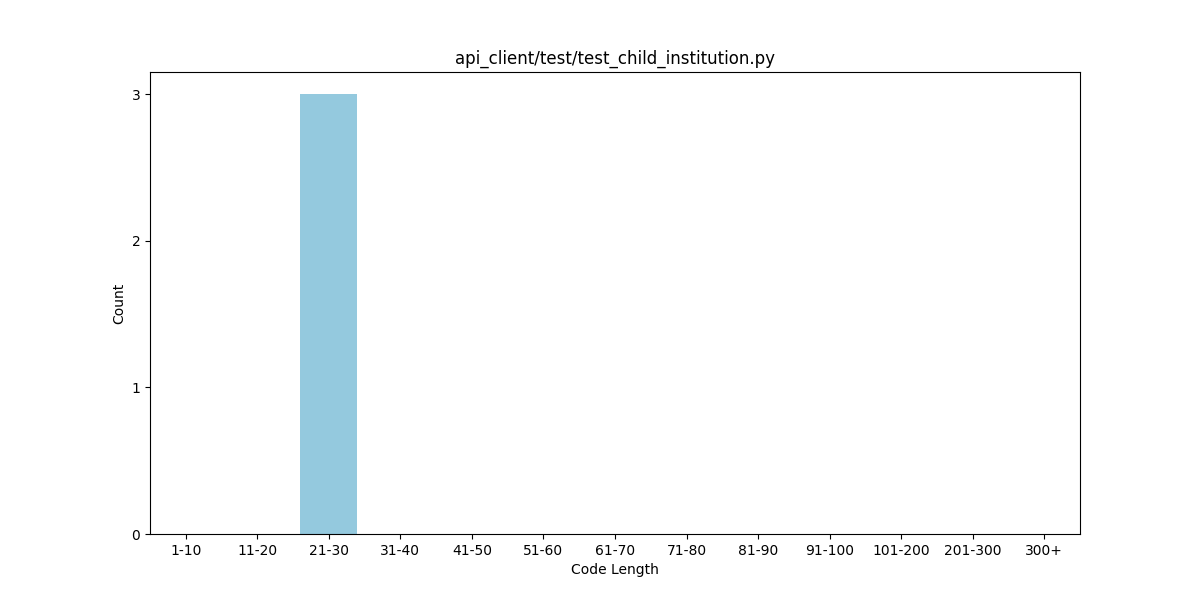 api_client/test/test_child_institution.py
3
2
1
0
Count
1-10 11-20 21-30 31-40 41-50 51-60 61-70 71-80 81-90 91-100 101-200 201-300 300+
Code Length